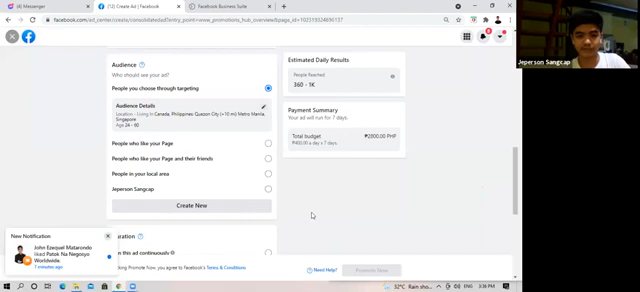 (4) Messenger
(12) Create Ad | Facebook
Facebook Business Suite
facebook.com/ad_center/create/consolidatedad?entry_point=www_promotions_hub_overview&page_id=102313024896137
Jeperson Sangcap
Audience
Who should see your ad?
People you choose through targeting
Audience Details
Location - Living In Canada, Philippines: Quezon City (+10 mi) Metro Manila,
Singapore
Age 24 - 60
People who like your Page
People who like your Page and their friends
People in your local area
Jeperson Sangcap
Create New
Estimated Daily Results
People Reached
360 - 1K
Payment Summary
Your ad will run for 7 days.
Total budget
₱2800.00 PHP
₱400.00 a day x 7 days.
New Notification
John Ezequel Matarondo
liked Patok Na Negosyo
Worldwide.
7 minutes ago
Duration
this ad continuously
clicking Promote Now, you agree to Facebook's Terms & Conditions
Need Help?
Promote Now
32°C Rain sho...
ENG
3:38 PM